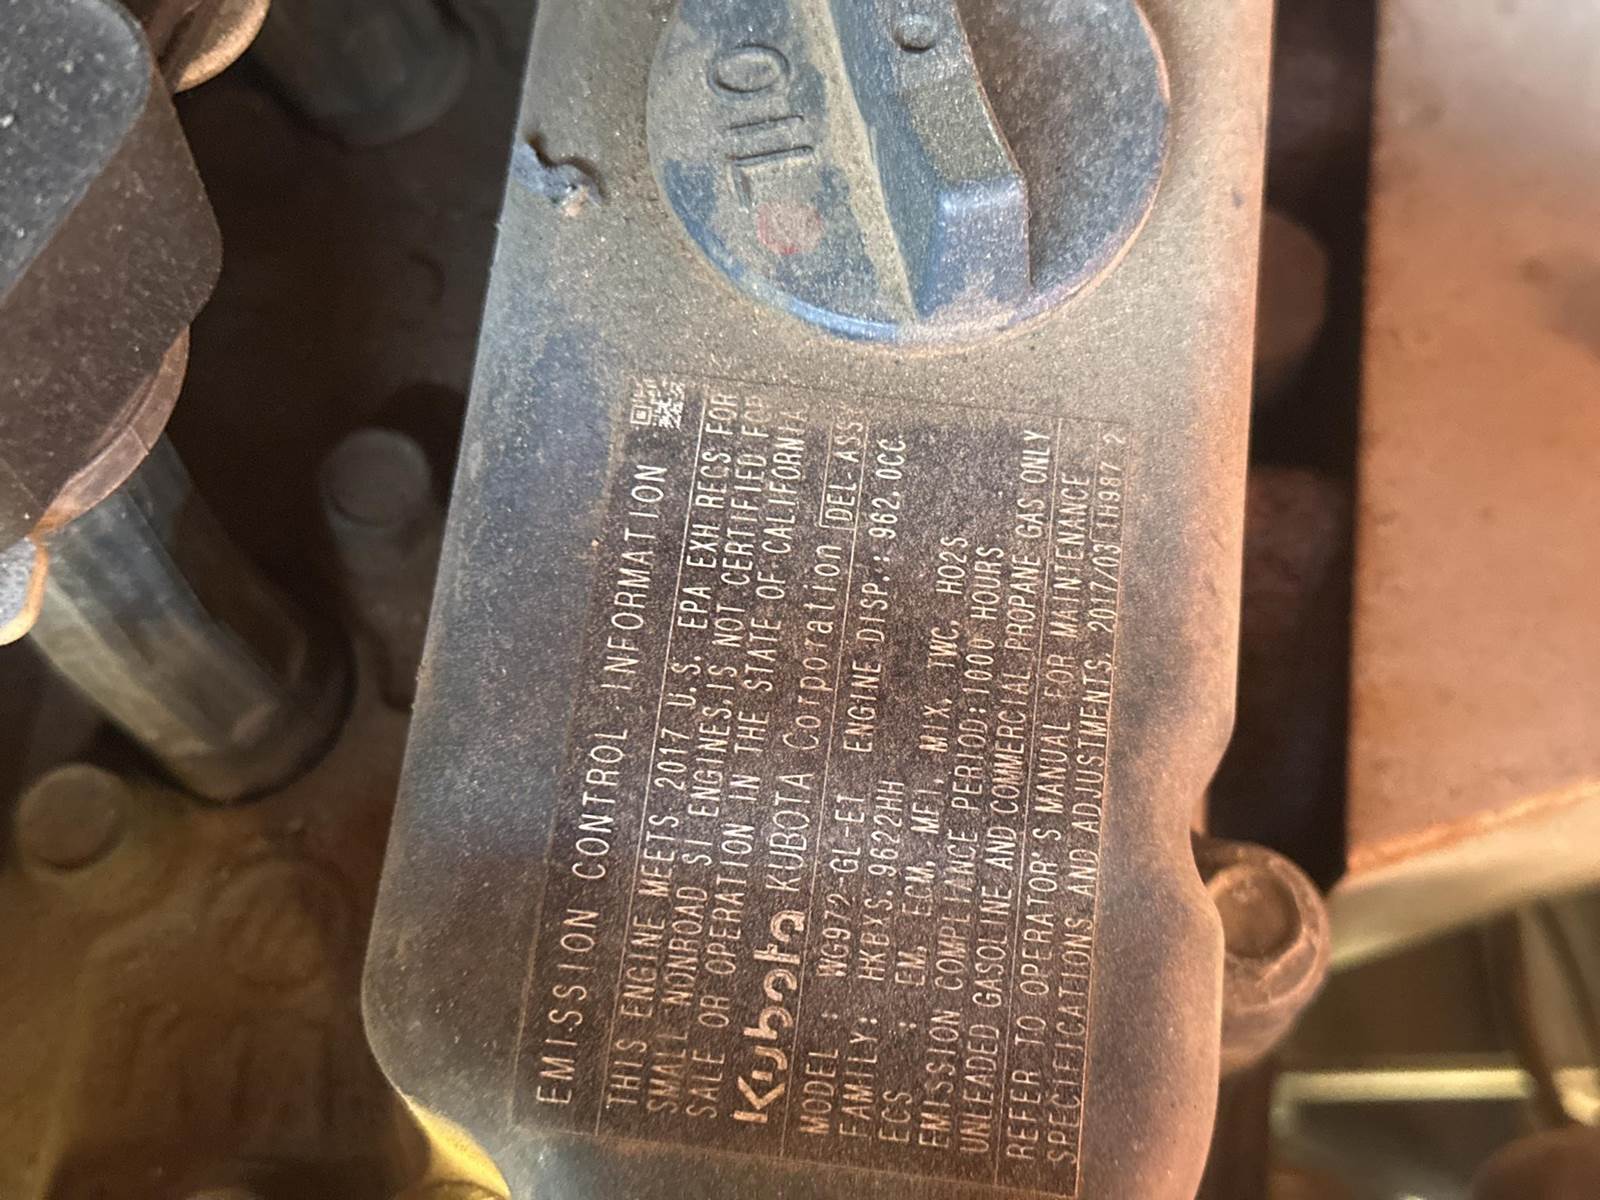 OIL
EMISSION CONTROL INFORMATION
THIS ENGINE MEETS 2017 U.S. EPA EXH REGS FOR
SMALL NONROAD SI ENGINES.IS NOT CERTIFIED FOR
SALE OR OPERATION IN THE STATE OF CALIFORNIA
Kubota KUBOTA Corporation DEL.ASSY
MODEL : WG972-GL-E1 ENGINE DISP.: 962.0CC
FAMILY: HKBXS.9622HH
ECS : EM, ECM, MFI, MIX, TWC, HO2S
EMISSION COMPLIANCE PERIOD:1000 HOURS
UNLEADED GASOLINE AND COMMERCIAL PROPANE GAS ONLY
REFER TO OPERATOR'S MANUAL FOR MAINTENANCE
SPECIFICATIONS AND ADJUSTMENTS. 2017/03